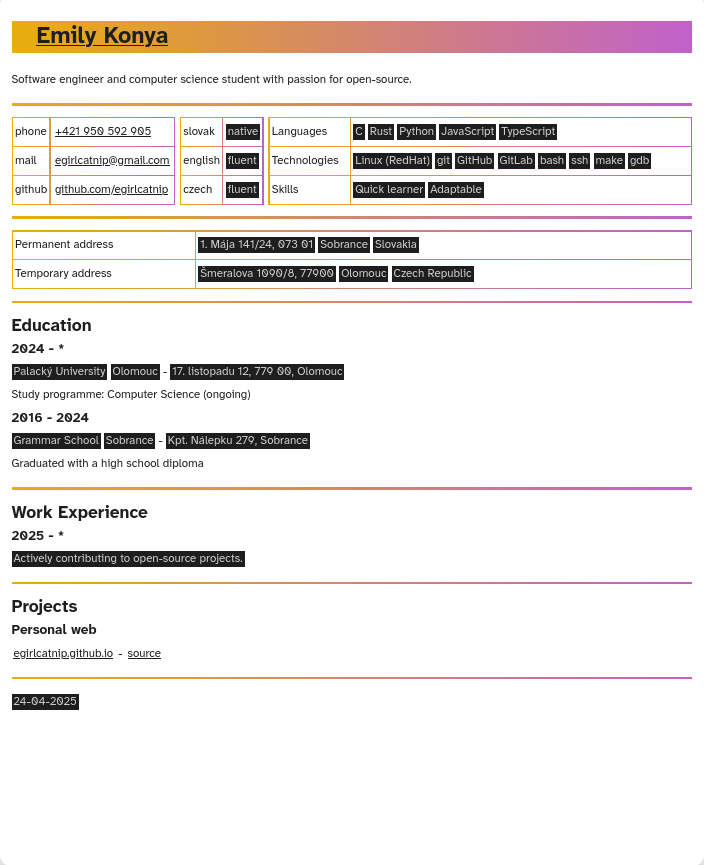 Emily Konya
Software engineer and computer science student with passion for open-source.
phone +421 950 592 905 slovak native Languages C Rust Python JavaScript TypeScript
mail egirlcatnip@gmail.com english fluent Technologies Linux (RedHat) git GitHub GitLab bash ssh make gdb
github github.com/egirlcatnip czech fluent Skills Quick learner Adaptable
Permanent address 1. Mája 141/24, 073 01 Sobrance Slovakia
Temporary address Šmeralova 1090/8, 77900 Olomouc Czech Republic
Education
2024 - *
Palacký University Olomouc - 17. listopadu 12, 779 00, Olomouc
Study programme: Computer Science (ongoing)
2016 - 2024
Grammar School Sobrance - Kpt. Nálepku 279, Sobrance
Graduated with a high school diploma
Work Experience
2025 - *
Actively contributing to open-source projects.
Projects
Personal web
egirlcatnip.github.io - source
24-04-2025